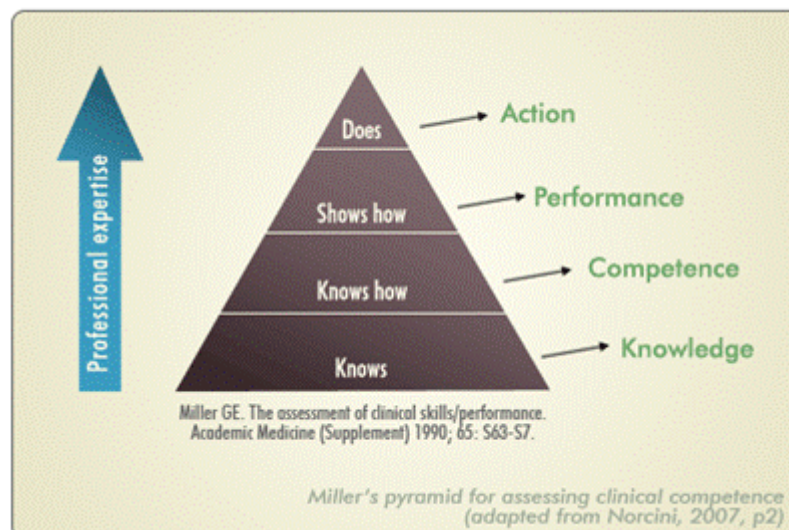 Professional expertise
Does
Action
Shows how
Performance
Knows how
Competence
Knows
Knowledge
Miller GE. The assessment of clinical skills/performance.
Academic Medicine (Supplement) 1990; 65: S63-S7.
Miller's pyramid for assessing clinical competence
(adapted from Norcini, 2007, p2)